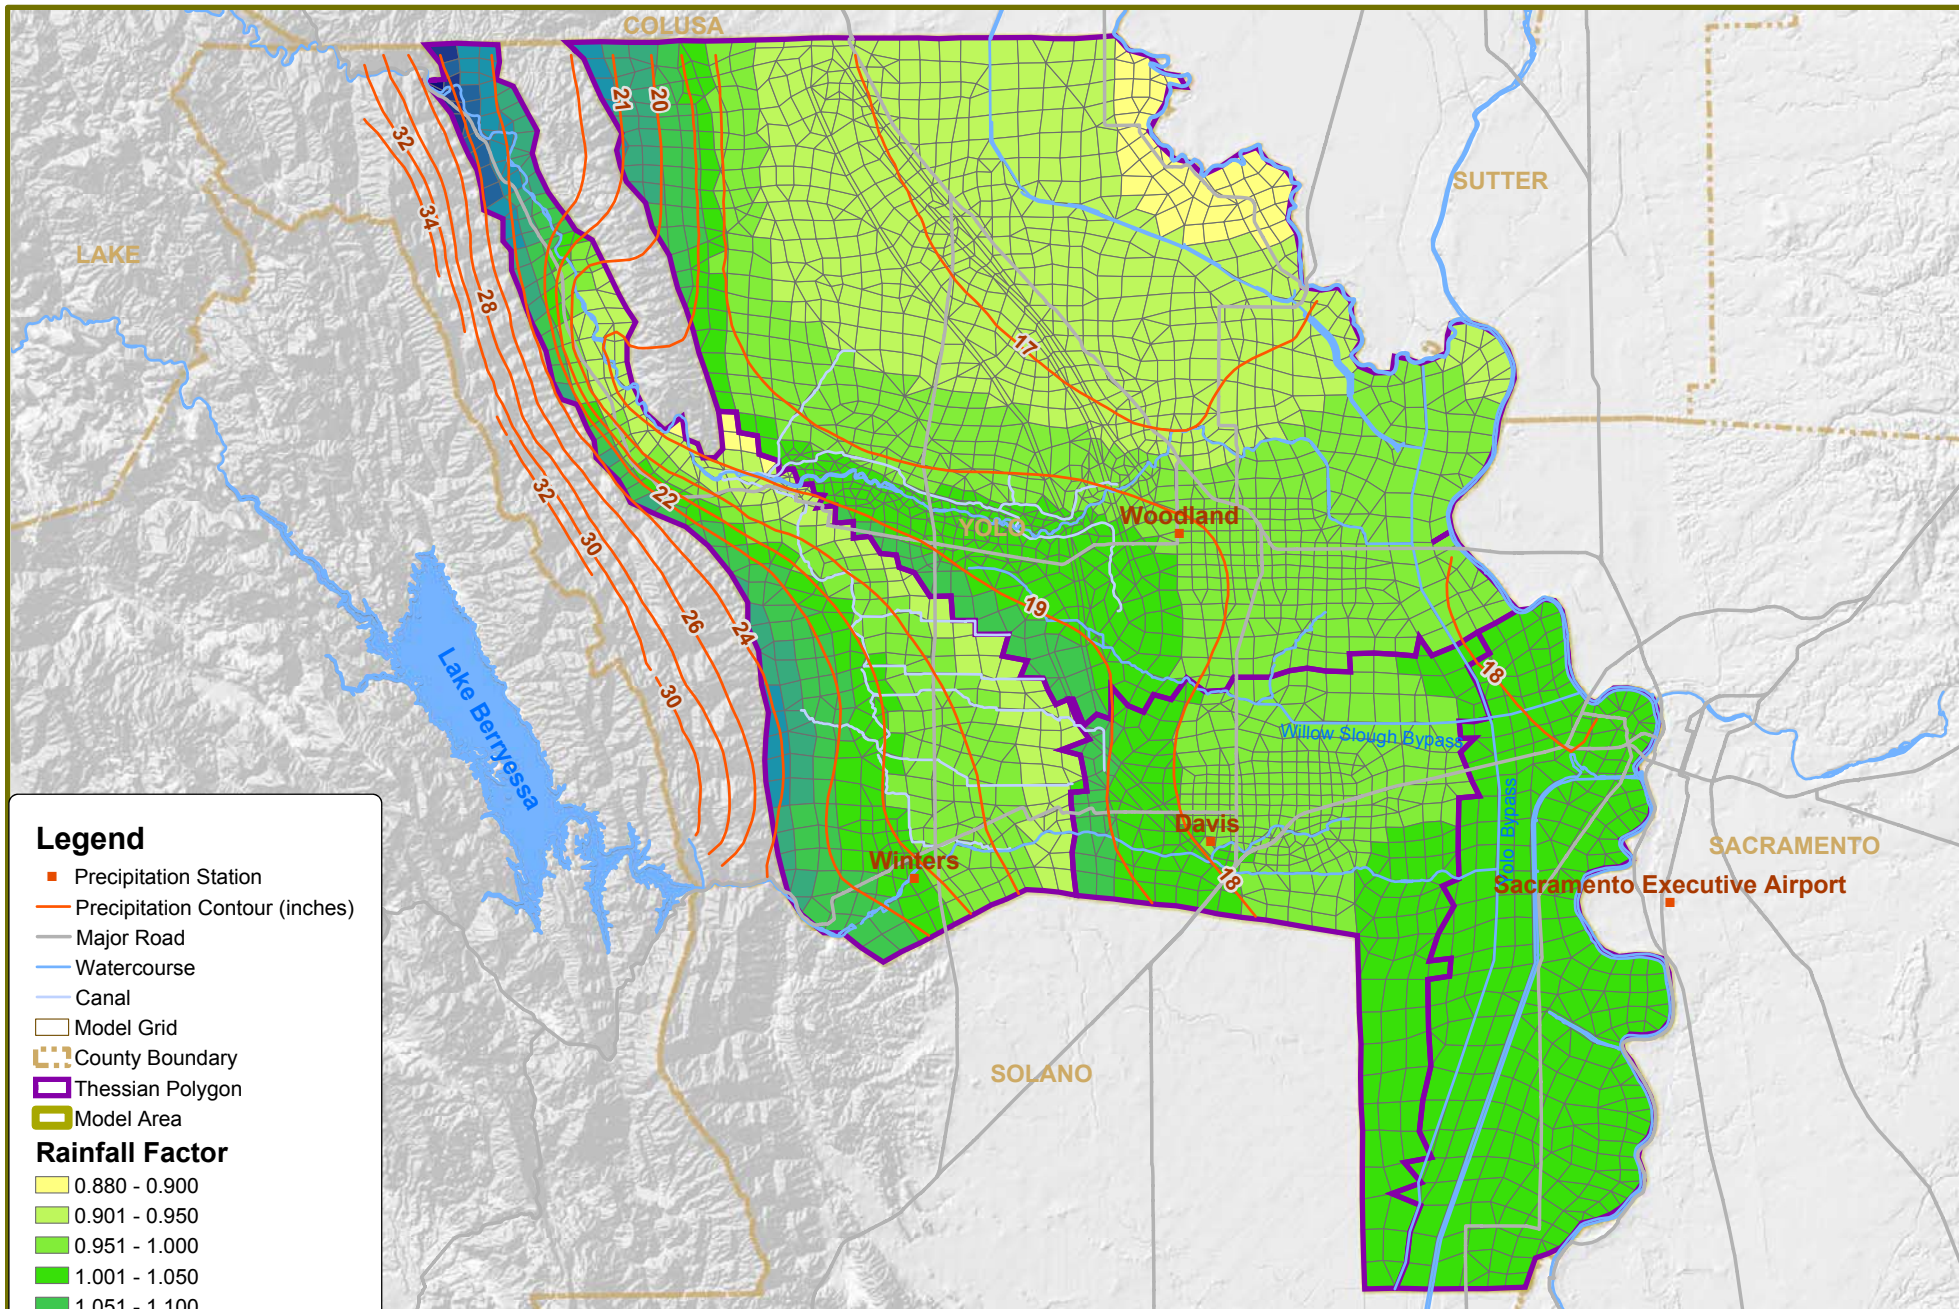 COLUSA
21
20
32
SUTTER
34
LAKE
28
17
32
22
Woodland
YOLO
30
19
26
24
18
30
Lake Berryessa
Willow Slough Bypass
Yolo Bypass
Davis
SACRAMENTO
Winters
18
Sacramento Executive Airport
SOLANO
Legend
Precipitation Station
Precipitation Contour (inches)
Major Road
Watercourse
Canal
Model Grid
County Boundary
Thessian Polygon
Model Area
Rainfall Factor
0.880 - 0.900
0.901 - 0.950
0.951 - 1.000
1.001 - 1.050
1.051 - 1.100